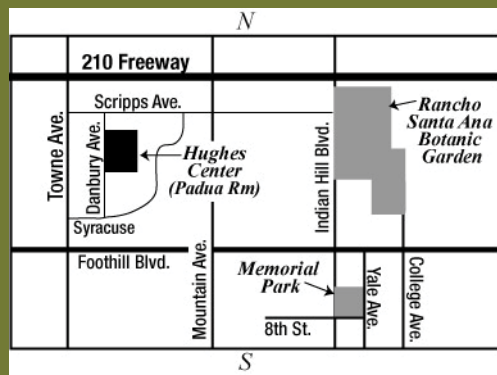 N
210 Freeway
Scripps Ave.
Towne Ave.
Danbury Ave.
Hughes
Center
(Padua Rm)
Syracuse
Indian Hill Blvd.
Rancho
Santa Ana
Botanic
Garden
Foothill Blvd.
Mountain Ave.
Memorial
Park
8th St.
Yale Ave.
College Ave.
S